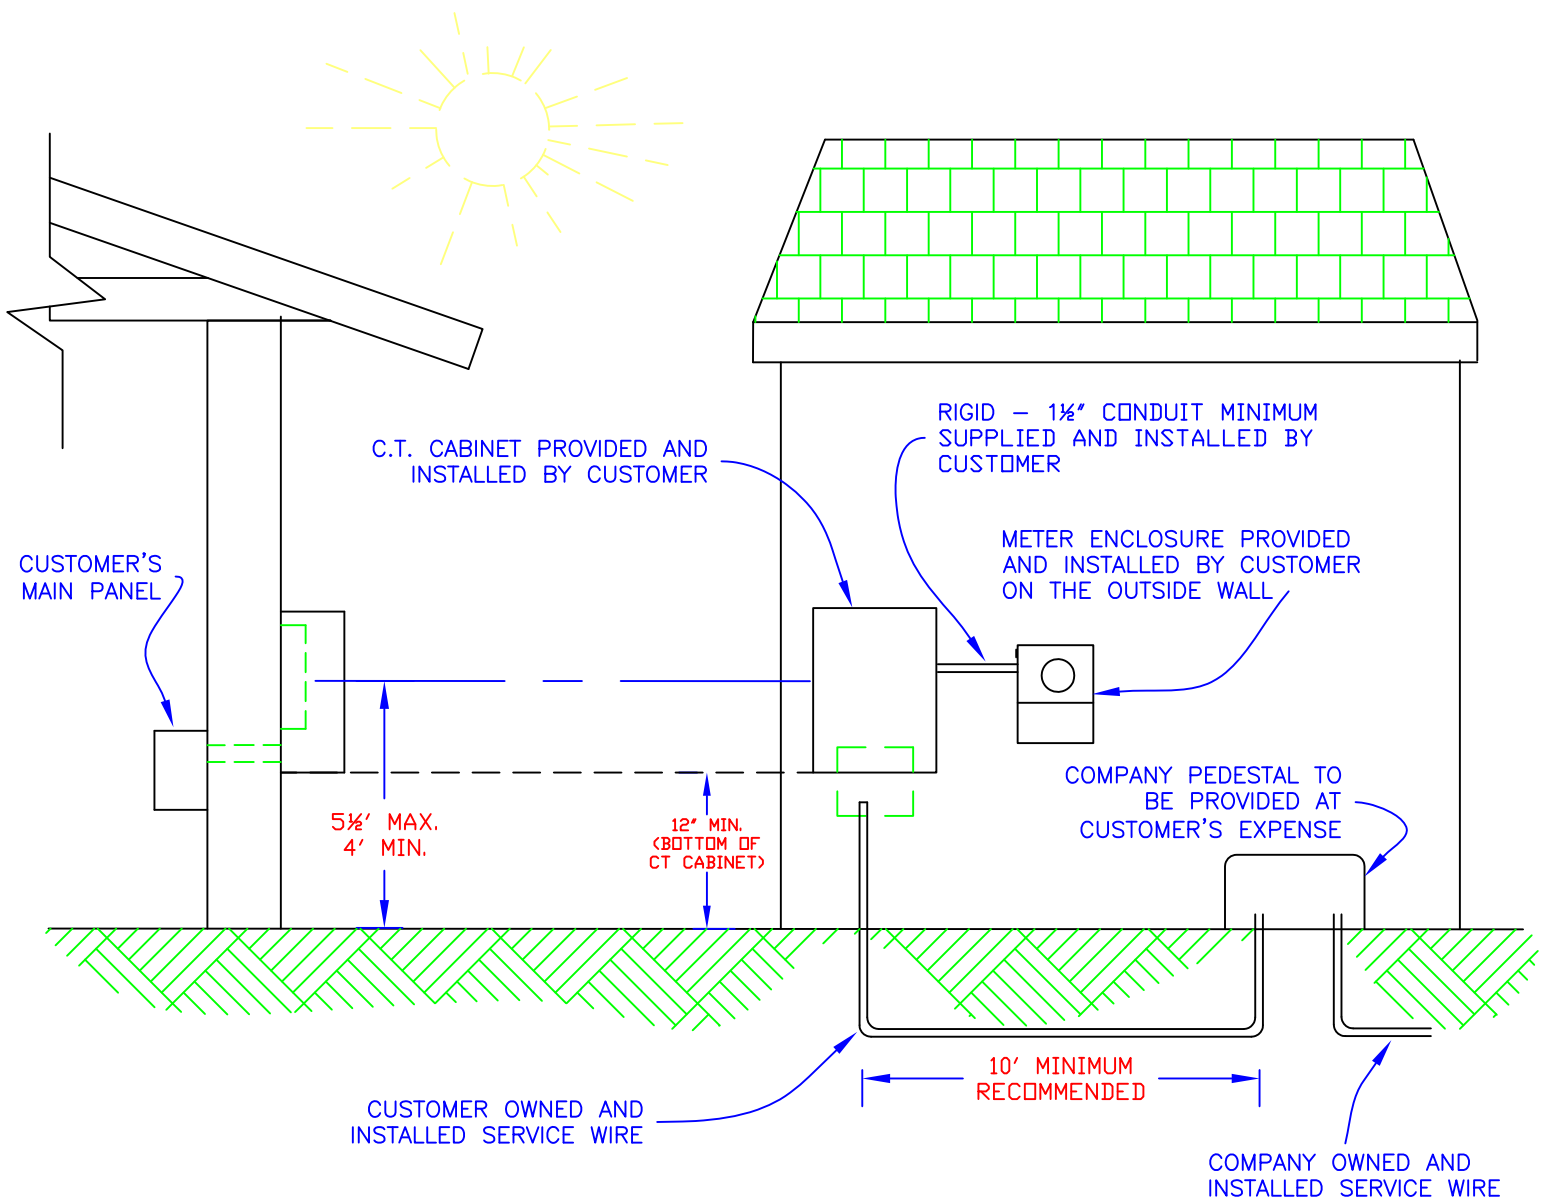 RIGID – 1½" CONDUIT MINIMUM
SUPPLIED AND INSTALLED BY
CUSTOMER
C.T. CABINET PROVIDED AND
INSTALLED BY CUSTOMER
METER ENCLOSURE PROVIDED
AND INSTALLED BY CUSTOMER
ON THE OUTSIDE WALL
CUSTOMER'S
MAIN PANEL
COMPANY PEDESTAL TO
BE PROVIDED AT
CUSTOMER'S EXPENSE
5½' MAX.
4' MIN.
12" MIN.
(BOTTOM OF
CT CABINET)
10' MINIMUM
RECOMMENDED
CUSTOMER OWNED AND
INSTALLED SERVICE WIRE
COMPANY OWNED AND
INSTALLED SERVICE WIRE